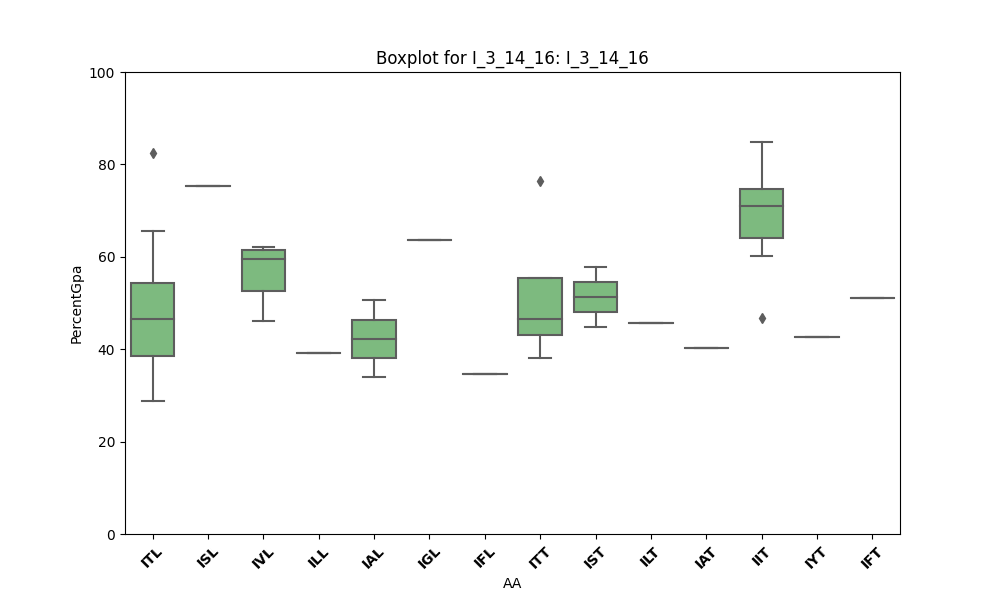 Boxplot for I_3_14_16: I_3_14_16
PercentGpa
100
80
60
40
20
0
ITL ISL IVL ILL IAL IGL IFL ITT IST ILT IAT IIT IYT IFT
AA